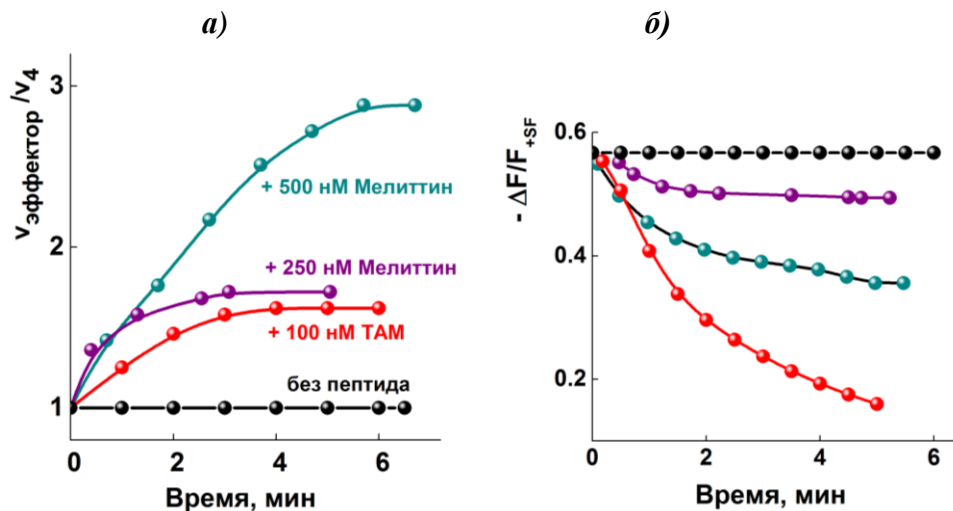 а)
б)
vэффектор /v4
3
2
1
+ 500 нМ Мелиттин
+ 250 нМ Мелиттин
+ 100 нМ ТАМ
без пептида
0 2 4 6
Время, мин
- ΔF/F+SF
0.6
0.4
0.2
0 2 4 6
Время, мин